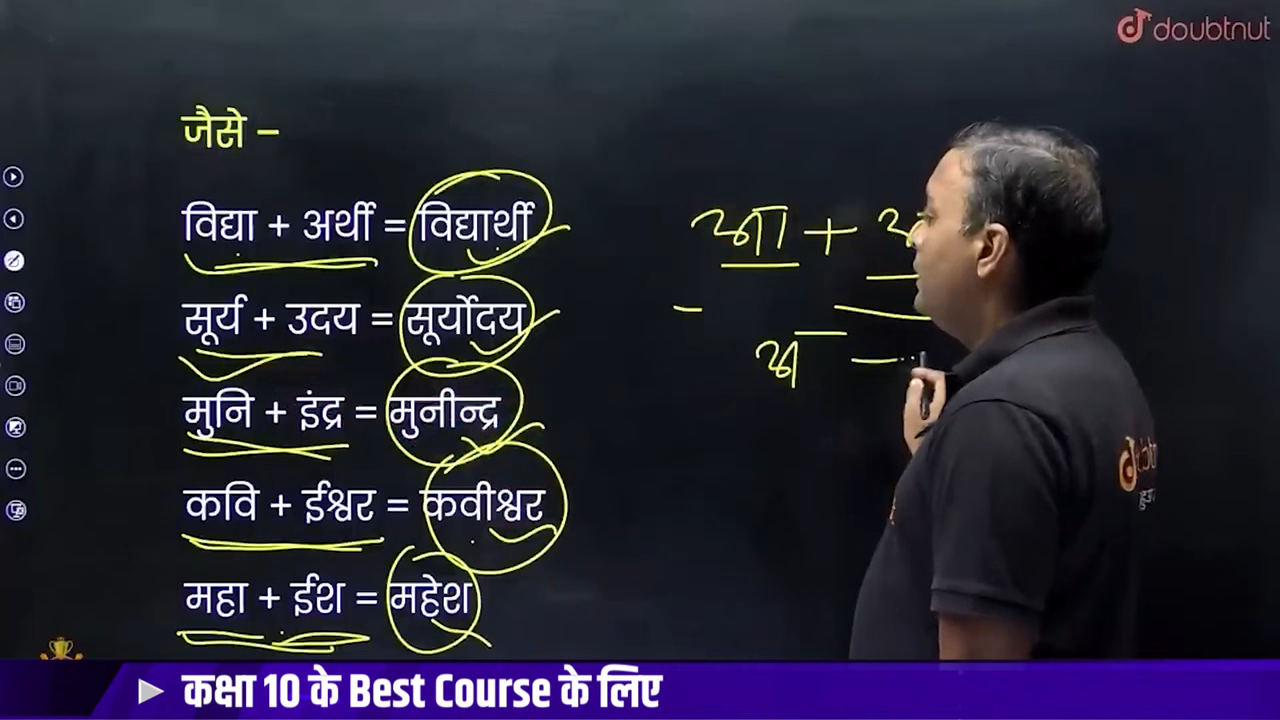 doubtnut
जैसे –
विद्या + अर्थी = विद्यार्थी
आ +
सूर्य + उदय = सूर्योदय
अ
मुनि + इंद्र = मुनीन्द्र
कवि + ईश्वर = कवीश्वर
महा + ईश = महेश
कक्षा 10 के Best Course के लिए